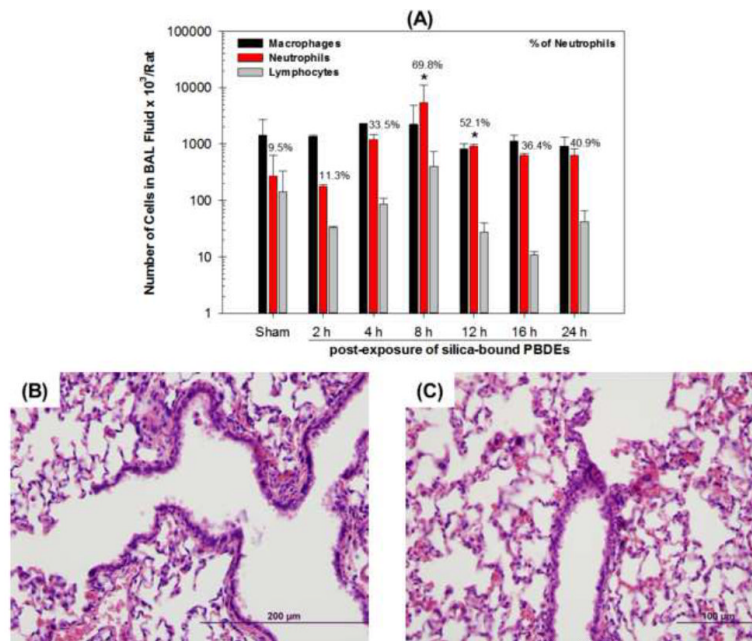 (A)
100000
10000
1000
100
10
1
Number of Cells in BAL Fluid x 10³/Rat
Macrophages
Neutrophils
Lymphocytes
% of Neutrophils
9.5%
11.3%
33.5%
69.8%
*
52.1%
*
36.4%
40.9%
Sham 2 h 4 h 8 h 12 h 16 h 24 h
post-exposure of silica-bound PBDEs
(B)
200 µm
(C)
100 µm